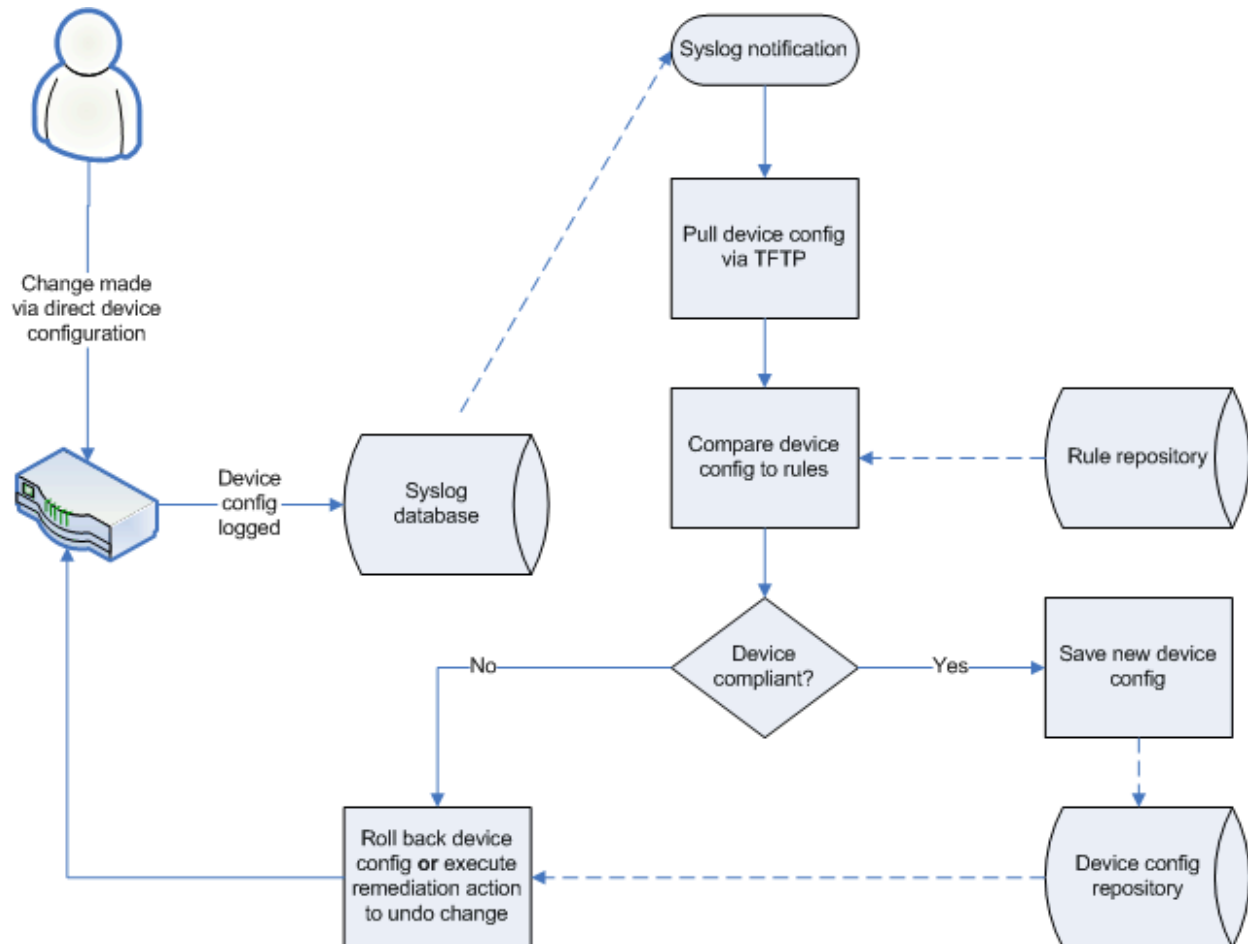 Syslog notification
Pull device config
via TFTP
Change made
via direct device
configuration
Compare device
config to rules
Rule repository
Device
config
logged
Syslog
database
Device
compliant?
No
Yes
Save new device
config
Roll back device
config or execute
remediation action
to undo change
Device config
repository